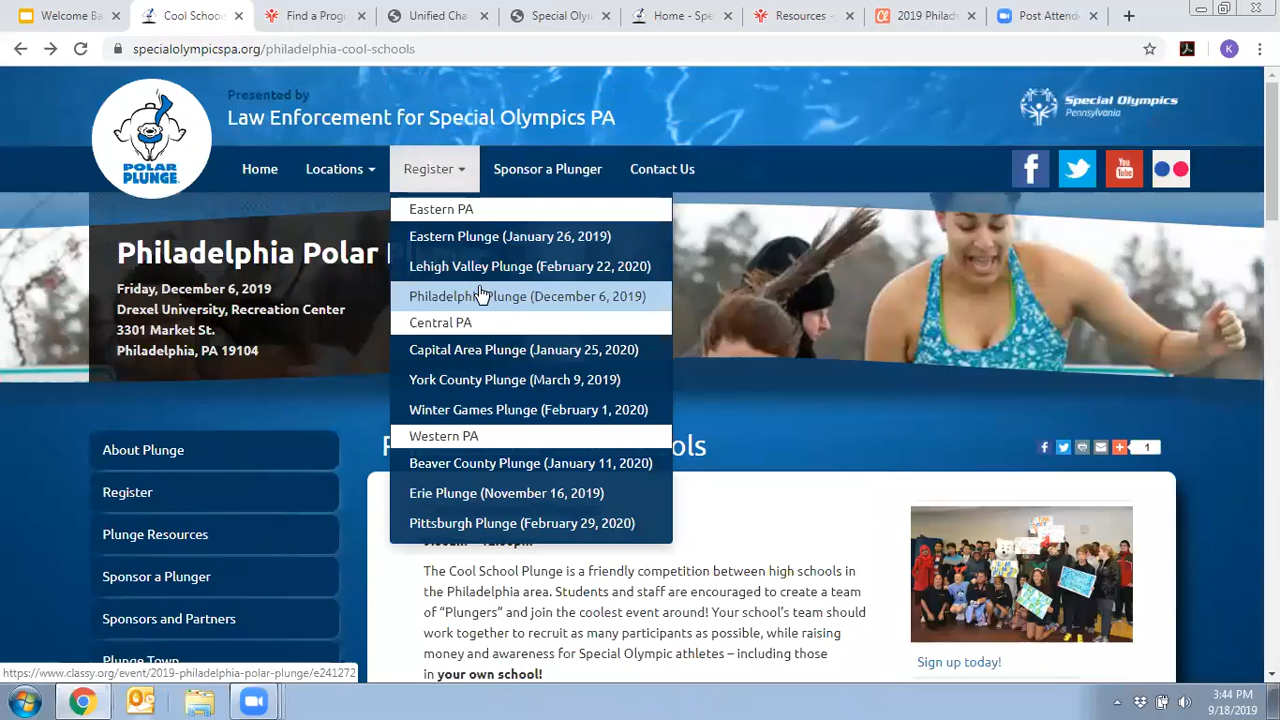 Welcome Ba
Cool School
Find a Prog
Unified Cha
Special Oly
Home - Spe
Resources -
2019 Philad
Post Attend
specialolympicspa.org/philadelphia-cool-schools
K
POLAR
PLUNGE
Presented by
Law Enforcement for Special Olympics PA
Special Olympics
Pennsylvania
Home
Locations
Register
Sponsor a Plunger
Contact Us
You
Tube
Eastern PA
Eastern Plunge (January 26, 2019)
Lehigh Valley Plunge (February 22, 2020)
Philadelphia Plunge (December 6, 2019)
Central PA
Capital Area Plunge (January 25, 2020)
York County Plunge (March 9, 2019)
Winter Games Plunge (February 1, 2020)
Western PA
Beaver County Plunge (January 11, 2020)
Erie Plunge (November 16, 2019)
Pittsburgh Plunge (February 29, 2020)
Philadelphia Polar
Friday, December 6, 2019
Drexel University, Recreation Center
3301 Market St.
Philadelphia, PA 19104
About Plunge
Register
Plunge Resources
Sponsor a Plunger
Sponsors and Partners
Plunge Town
ols
1
The Cool School Plunge is a friendly competition between high schools in
the Philadelphia area. Students and staff are encouraged to create a team
of “Plungers” and join the coolest event around! Your school’s team should
work together to recruit as many participants as possible, while raising
money and awareness for Special Olympic athletes – including those
in your own school!
Sign up today!
https://www.classy.org/event/2019-philadelphia-polar-plunge/e241272
3:44 PM
9/18/2019